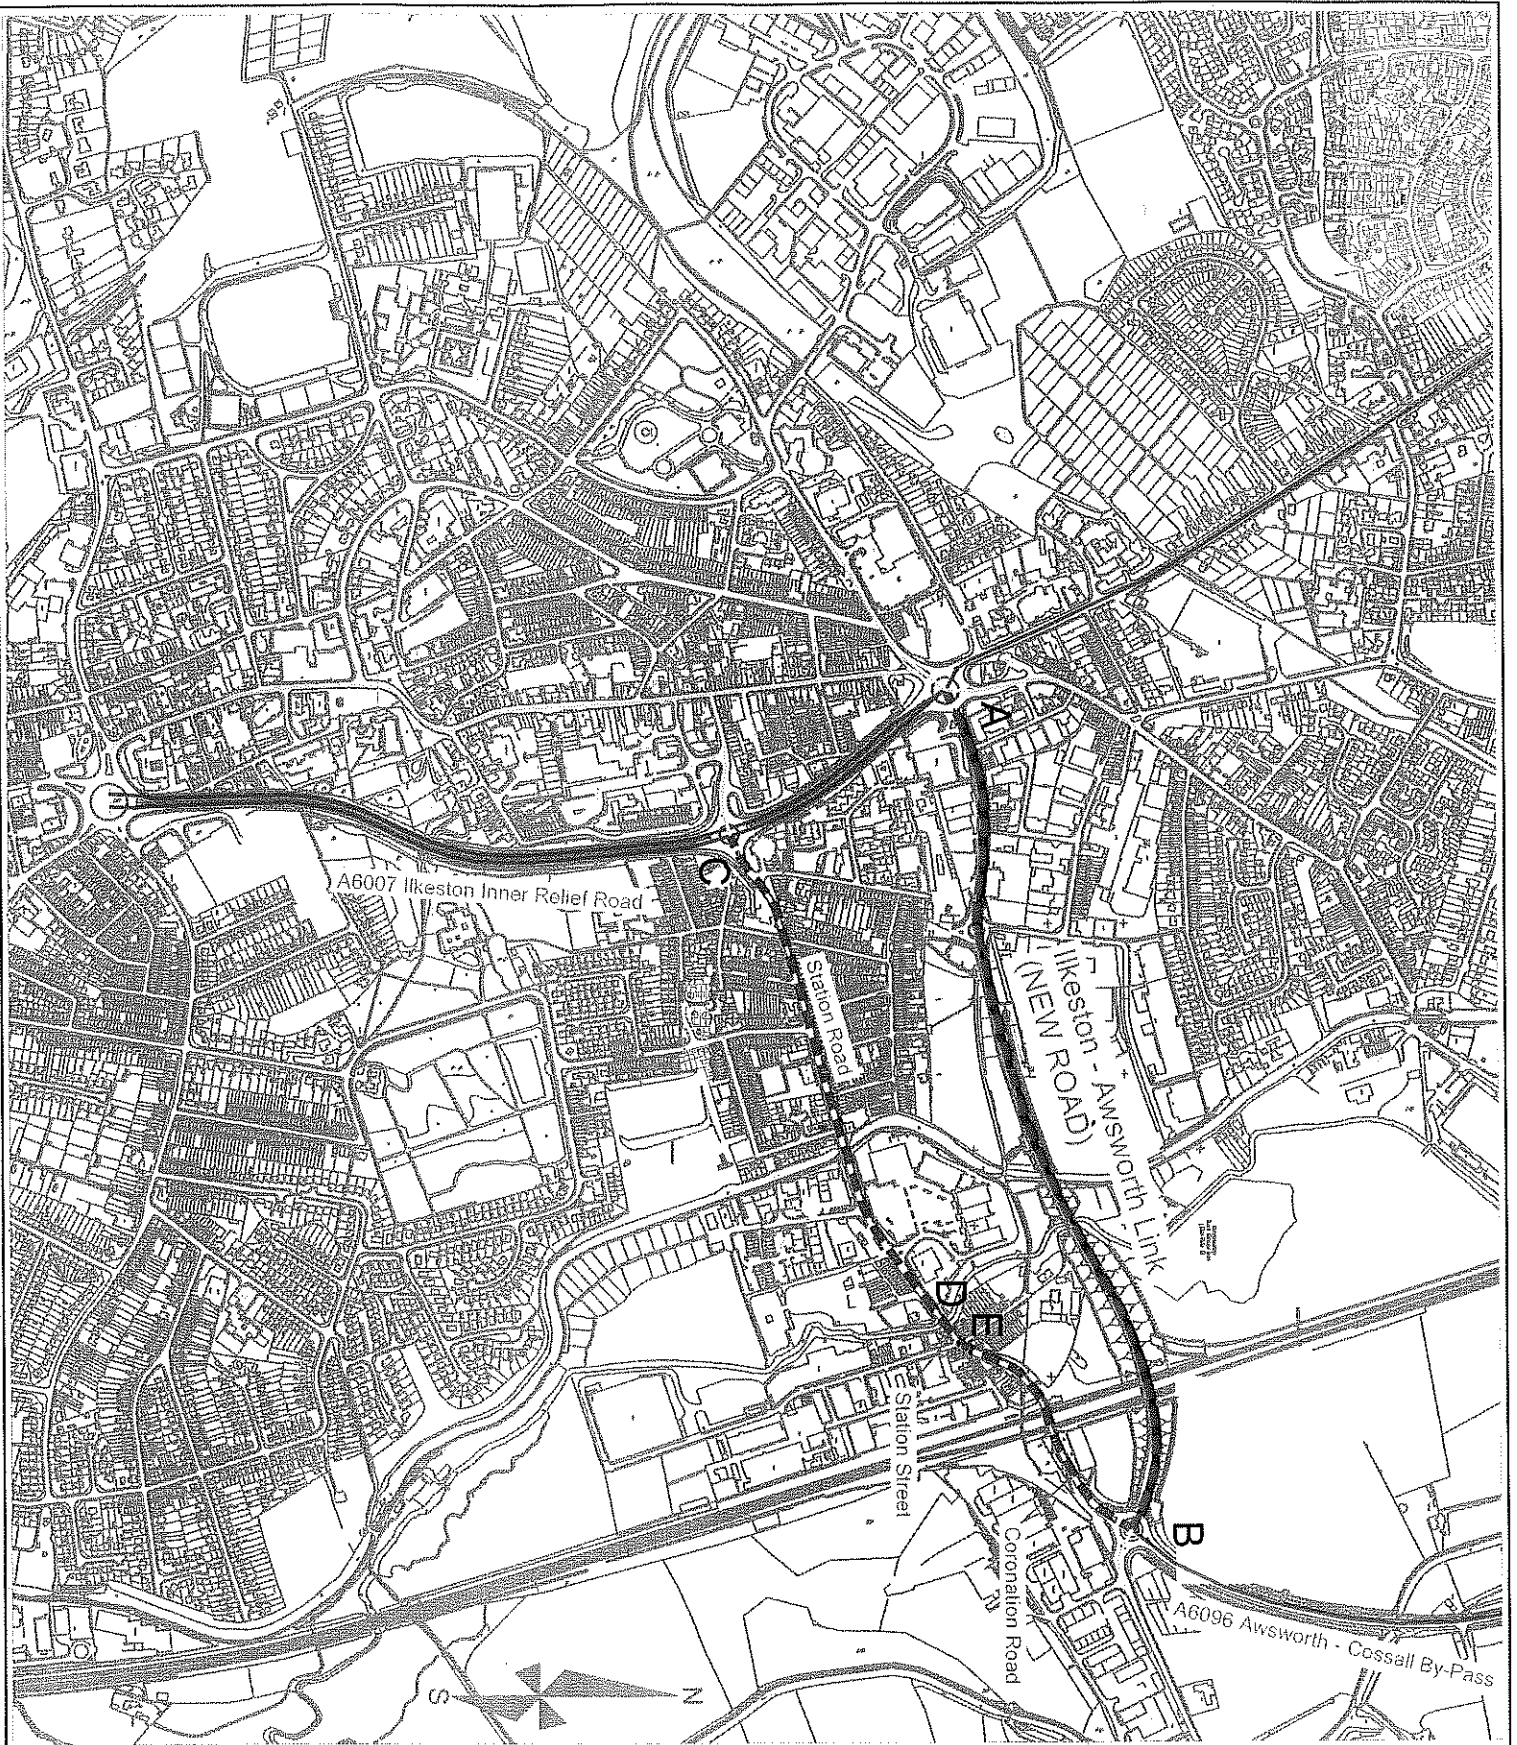 A
Ilkeston - Awsworth Link
(NEW ROAD)
A6007 Ilkeston Inner Relief Road
C
Station Road
D
E
Station Street
B
Coronation Road
A6096 Awsworth - Cossall By-Pass
S
N